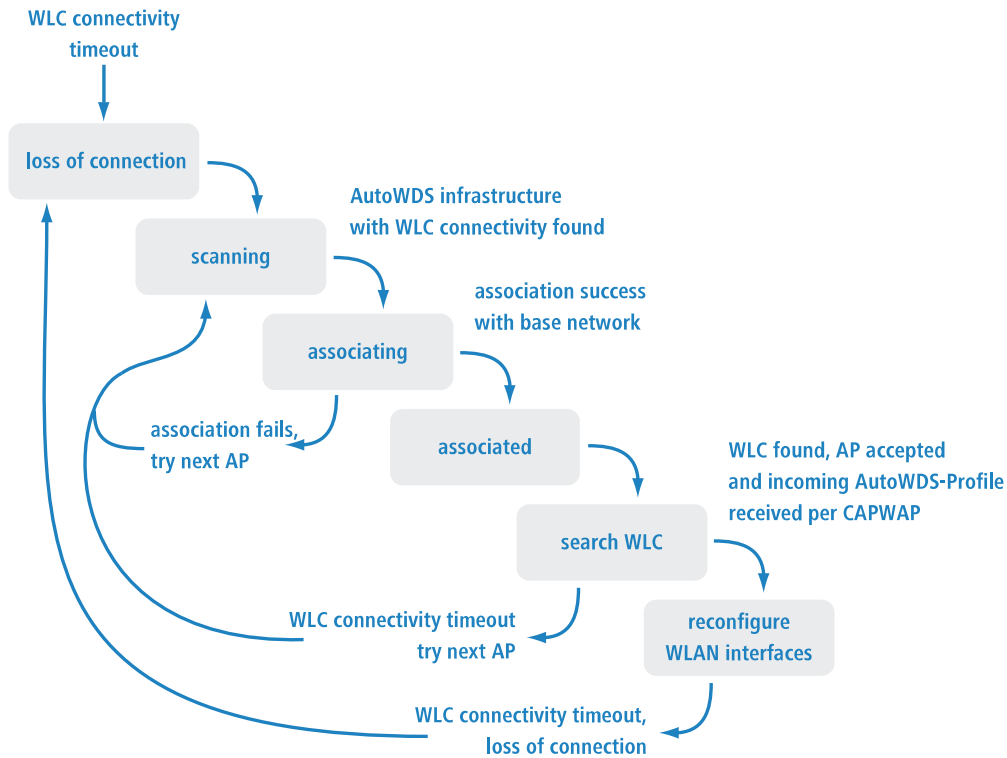 WLC connectivity
timeout
loss of connection
AutoWDS infrastructure
with WLC connectivity found
scanning
association success
with base network
associating
association fails,
try next AP
associated
WLC found, AP accepted
and incoming AutoWDS-Profile
received per CAPWAP
search WLC
WLC connectivity timeout
try next AP
reconfigure
WLAN interfaces
WLC connectivity timeout,
loss of connection